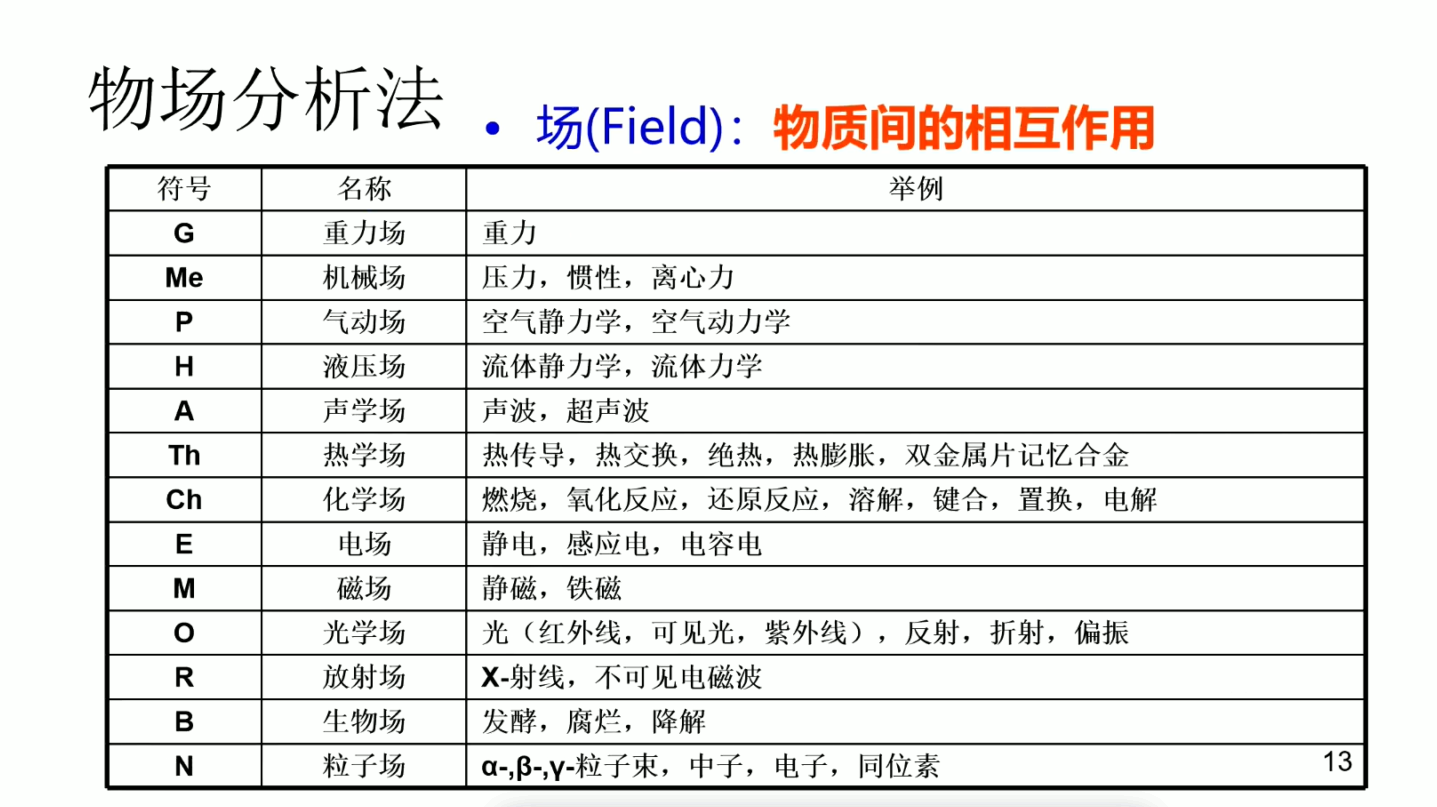 物场分析法
• 场(Field)：物质间的相互作用
符号 名称 举例
G 重力场 重力
Me 机械场 压力，惯性，离心力
P 气动场 空气静力学，空气动力学
H 液压场 流体静力学，流体力学
A 声学场 声波，超声波
Th 热学场 热传导，热交换，绝热，热膨胀，双金属片记忆合金
Ch 化学场 燃烧，氧化反应，还原反应，溶解，键合，置换，电解
E 电场 静电，感应电，电容电
M 磁场 静磁，铁磁
O 光学场 光（红外线，可见光，紫外线），反射，折射，偏振
R 放射场 X-射线，不可见电磁波
B 生物场 发酵，腐烂，降解
N 粒子场 α-,β-,γ-粒子束，中子，电子，同位素
13